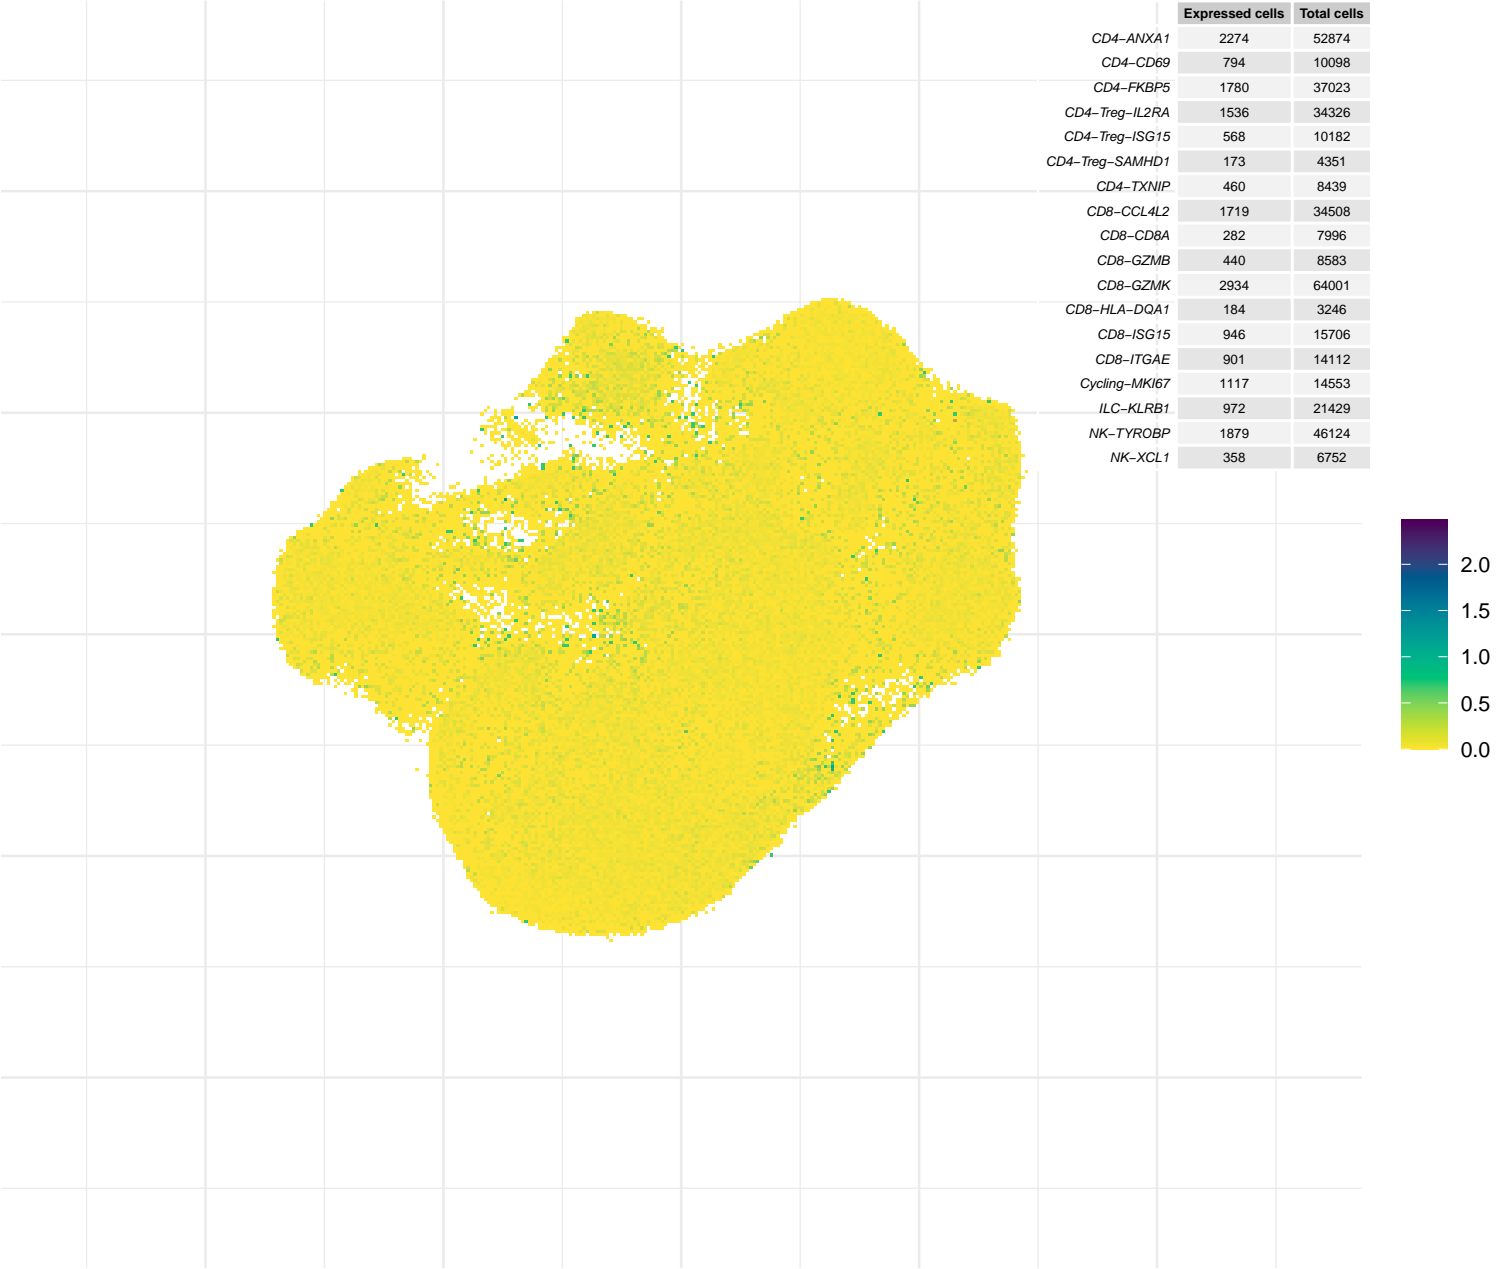 Expressed cells Total cells
CD4−ANXA1 2274 52874
CD4−CD69 794 10098
CD4−FKBP5 1780 37023
CD4−Treg−IL2RA 1536 34326
CD4−Treg−ISG15 568 10182
CD4−Treg−SAMHD1 173 4351
CD4−TXNIP 460 8439
CD8−CCL4L2 1719 34508
CD8−CD8A 282 7996
CD8−GZMB 440 8583
CD8−GZMK 2934 64001
CD8−HLA−DQA1 184 3246
CD8−ISG15 946 15706
CD8−ITGAE 901 14112
Cycling−MKI67 1117 14553
ILC−KLRB1 972 21429
NK−TYROBP 1879 46124
NK−XCL1 358 6752
2.0
1.5
1.0
0.5
0.0